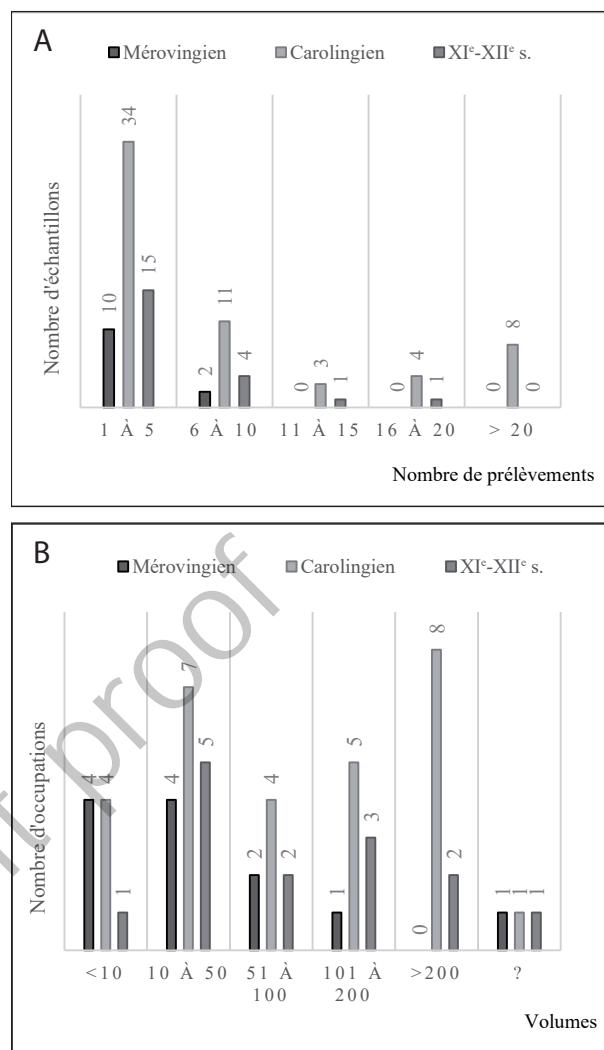 A
Mérovingien Carolingien XIᵉ-XIIᵉ s.
Nombre d'échantillons
10 34 15 2 11 4 0 3 1 0 4 1 0 8 0
1 À 5 6 À 10 11 À 15 16 À 20 > 20
Nombre de prélèvements
B
Mérovingien Carolingien XIᵉ-XIIᵉ s.
Nombre d'occupations
4 4 1 4 7 5 2 4 2 1 5 3 0 8 2 1 1 1
<10 10 À 50 51 À 100 101 À 200 >200 ?
Volumes
proof